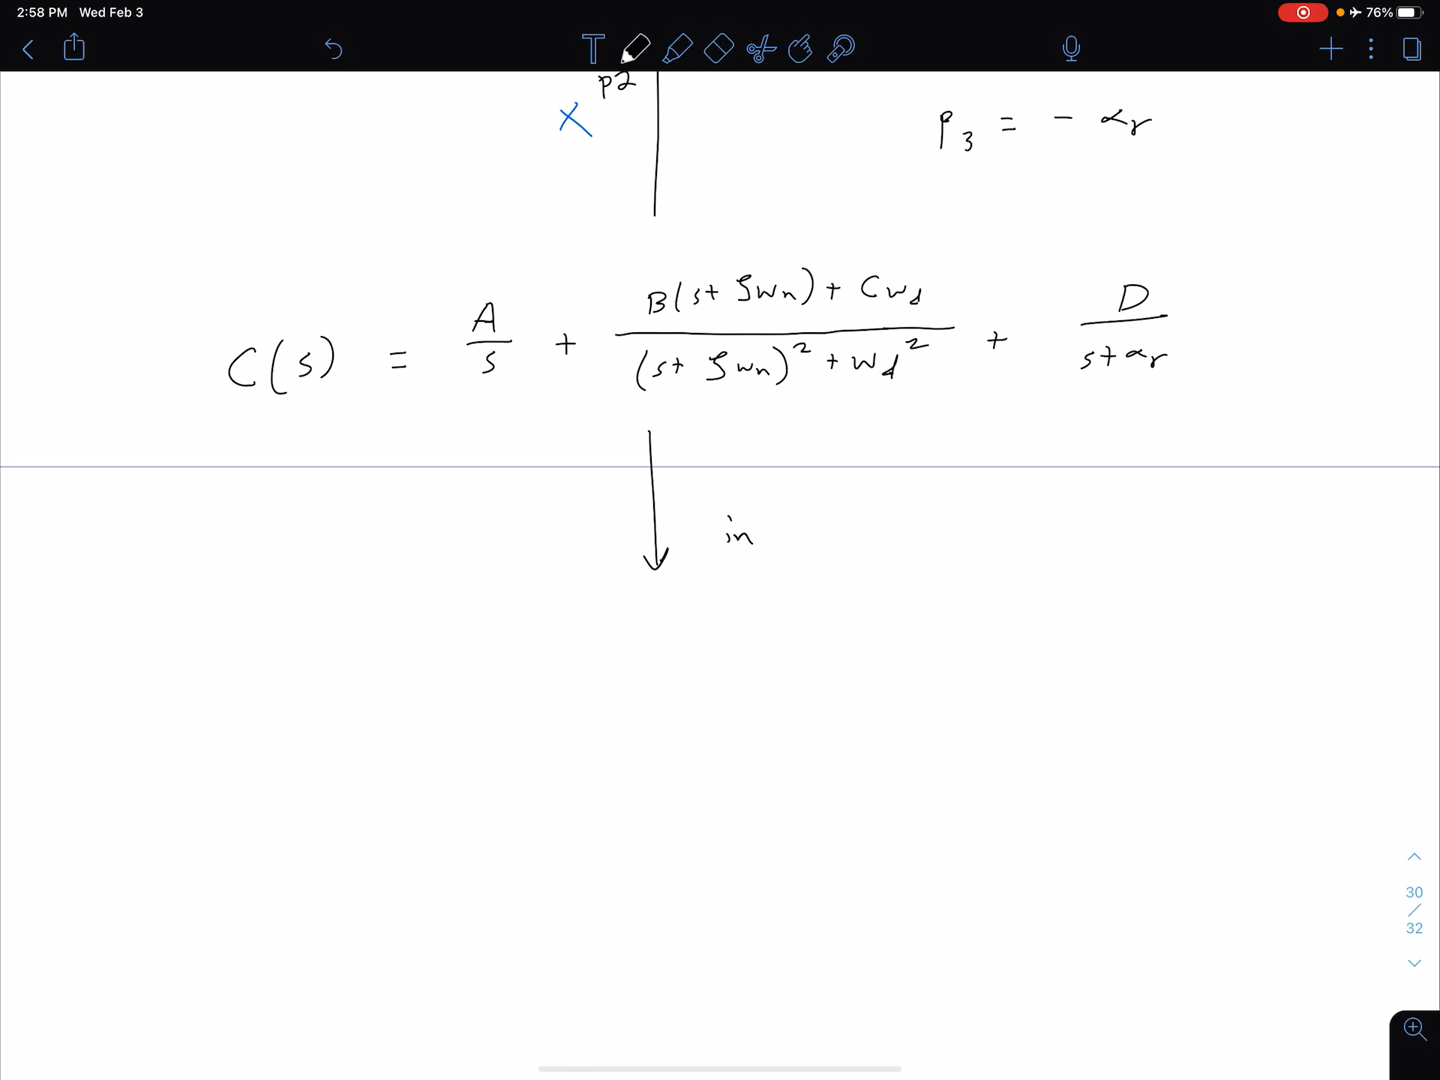 2:58 PM Wed Feb 3
76%
T
p2
p₃ = - αᵣ
C(s) = A/s + (B(s+ ζωn) + Cωd)/((s+ ζωn)² + ωd²) + D/(s+αᵣ)
in
30
/
32